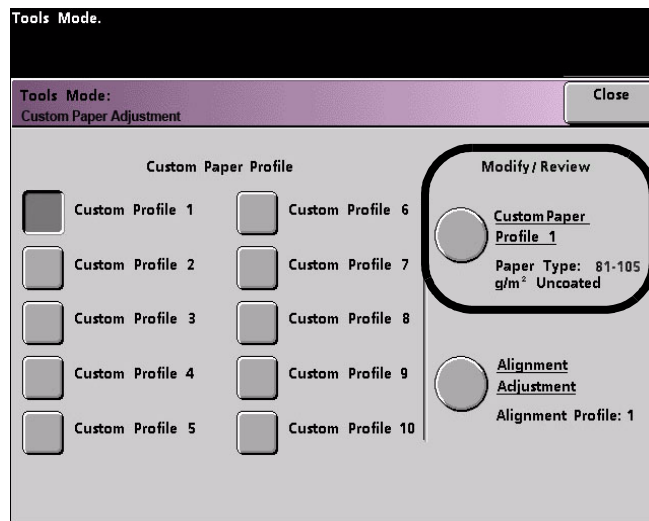 Tools Mode.
Tools Mode:
Close
Custom Paper Adjustment
Custom Paper Profile
Custom Profile 1
Custom Profile 2
Custom Profile 3
Custom Profile 4
Custom Profile 5
Custom Profile 6
Custom Profile 7
Custom Profile 8
Custom Profile 9
Custom Profile 10
Modify / Review
Custom Paper
Profile 1
Paper Type: 81-105
g/m² Uncoated
Alignment
Adjustment
Alignment Profile: 1